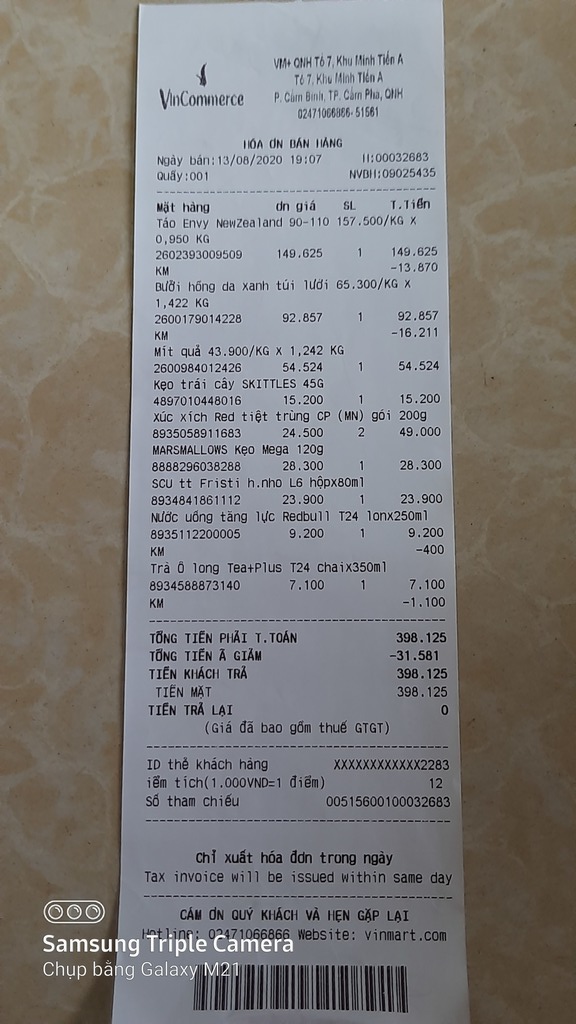 VinCommerce
VM+ QNH Tổ 7, Khu Minh Tiến A
Tổ 7, Khu Minh Tiến A
P. Cẩm Bình, TP. Cẩm Phả, QNH
02471066866-51561
HÓA ƠN BÁN HÀNG
Ngày bán:13/08/2020 19:07 H:00032683
Quầy:001 NVBH:09025435
Mặt hàng ơn giá SL T.Tiền
Táo Envy NewZealand 90-110 157.500/KG X
0,950 KG
2602393009509 149.625 1 149.625
KM -13.870
Bưởi hồng da xanh túi lưới 65.300/KG X
1,422 KG
2600179014228 92.857 1 92.857
KM -16.211
Mít quả 43.900/KG X 1,242 KG
2600984012426 54.524 1 54.524
Kẹo trái cây SKITTLES 45G
4897010448016 15.200 1 15.200
Xúc xích Red tiệt trùng CP (MN) gói 200g
8935058911683 24.500 2 49.000
MARSMALLOWS Kẹo Mega 120g
8888296038288 28.300 1 28.300
SCU tt Fristi h.nho L6 hộpx80ml
8934841861112 23.900 1 23.900
Nước uống tăng lực Redbull T24 lonx250ml
8935112200005 9.200 1 9.200
KM -400
Trà Ô long Tea+Plus T24 chaix350ml
8934588873140 7.100 1 7.100
KM -1.100
TỔNG TIỀN PHẢI T.TOÁN 398.125
TỔNG TIỀN Ã GIẢM -31.581
TIỀN KHÁCH TRẢ 398.125
TIỀN MẶT 398.125
TIỀN TRẢ LẠI 0
(Giá đã bao gồm thuế GTGT)
ID thẻ khách hàng XXXXXXXXXXXX2283
iểm tích(1.000VND=1 điểm) 12
Số tham chiếu 00515600100032683
Chỉ xuất hóa đơn trong ngày
Tax invoice will be issued within same day
CẢM ƠN QUÝ KHÁCH VÀ HẸN GẶP LẠI
Hotline: 02471066866 Website: vinmart.com
Samsung Triple Camera
Chụp bằng Galaxy M21